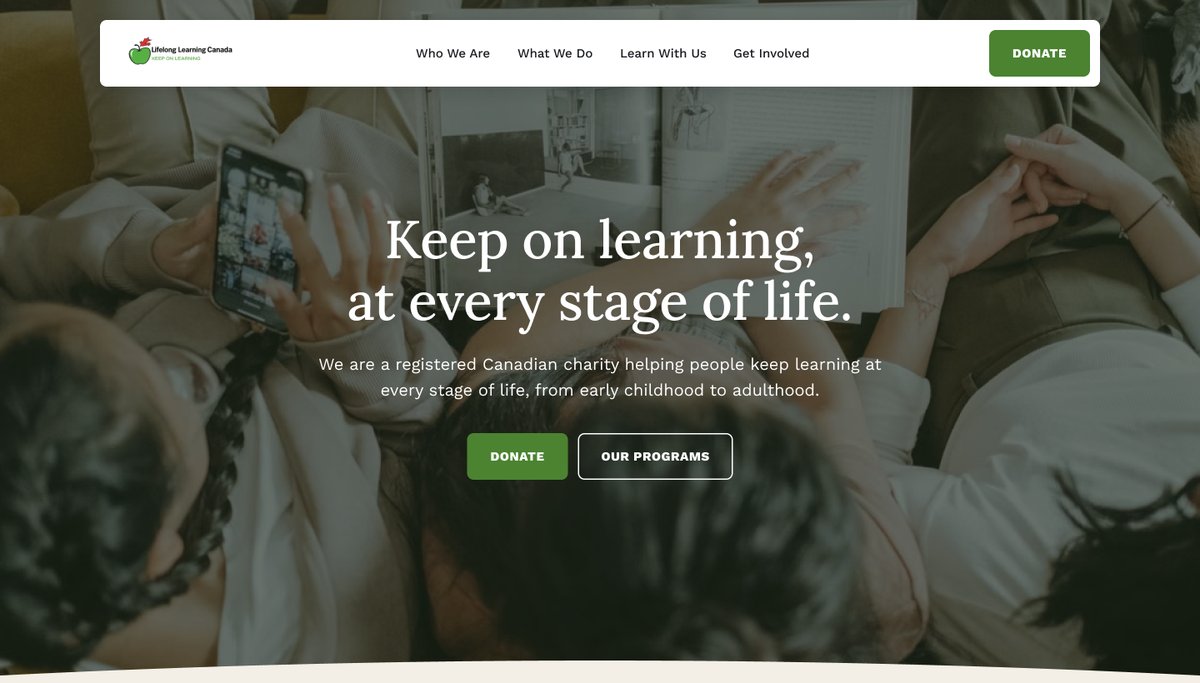 Lifelong Learning Canada
KEEP ON LEARNING
Who We Are
What We Do
Learn With Us
Get Involved
DONATE
Keep on learning,
at every stage of life.
We are a registered Canadian charity helping people keep learning at
every stage of life, from early childhood to adulthood.
DONATE
OUR PROGRAMS